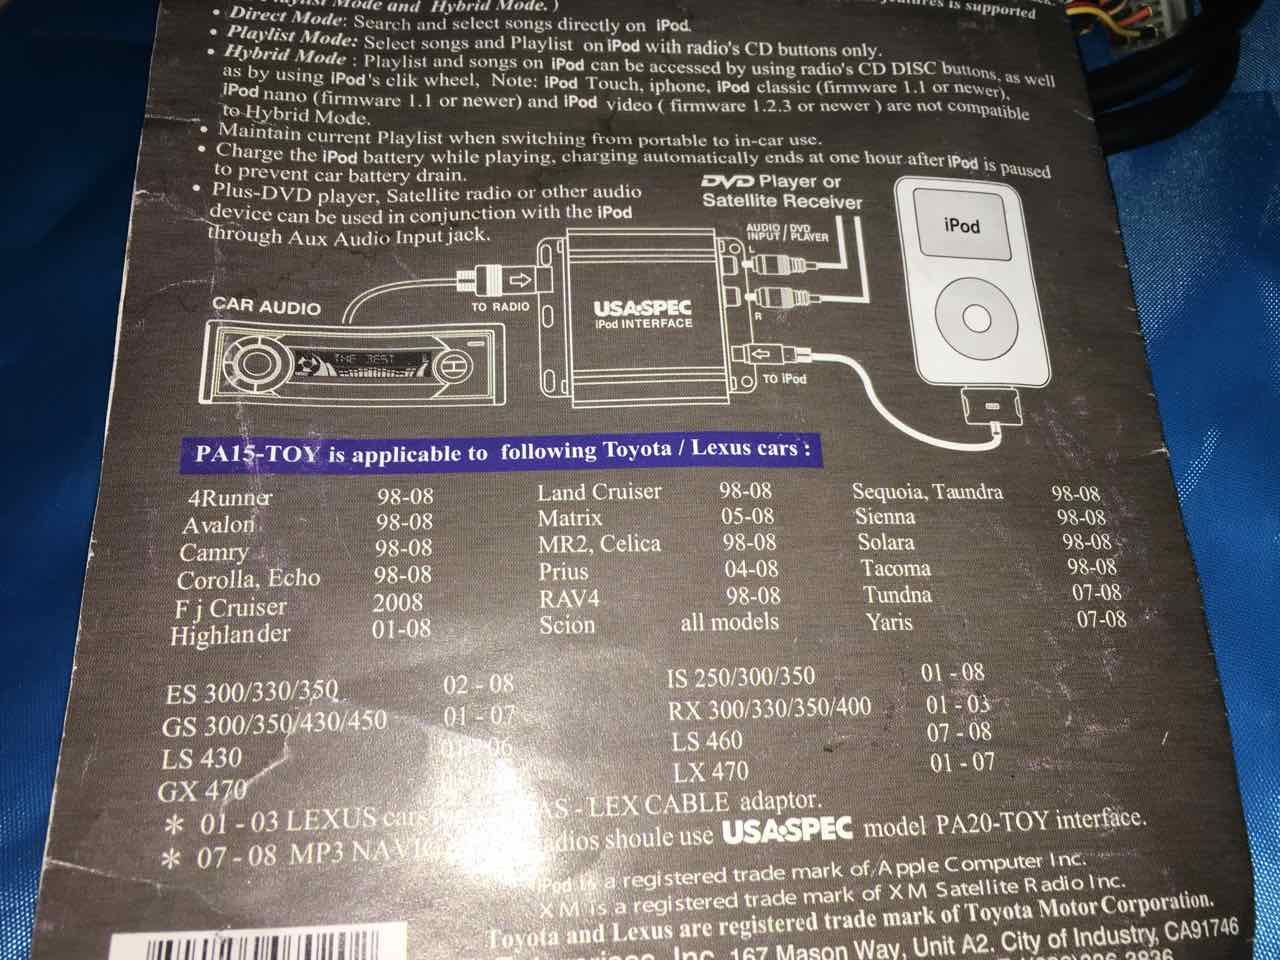 Playlist Mode and Hybrid Mode. )
features is supported
• Direct Mode: Search and select songs directly on iPod.
• Playlist Mode: Select songs and Playlist on iPod with radio's CD buttons only.
• Hybrid Mode : Playlist and songs on iPod can be accessed by using radio's CD DISC buttons, as well
as by using iPod's clik wheel, Note: iPod Touch, iphone, iPod classic (firmware 1.1 or newer),
iPod nano (firmware 1.1 or newer) and iPod video ( firmware 1.2.3 or newer ) are not compatible
to Hybrid Mode.
• Maintain current Playlist when switching from portable to in-car use.
• Charge the iPod battery while playing, charging automatically ends at one hour after iPod is paused
to prevent car battery drain.
• Plus-DVD player, Satellite radio or other audio
device can be used in conjunction with the iPod
through Aux Audio Input jack.
DVD Player or
Satellite Receiver
AUDIO / DVD
INPUT / PLAYER
L
R
iPod
CAR AUDIO
THE BEST
TO RADIO
USA SPEC
iPod INTERFACE
TO iPod
PA15-TOY is applicable to following Toyota / Lexus cars :
4Runner 98-08 Land Cruiser 98-08 Sequoia, Taundra 98-08
Avalon 98-08 Matrix 05-08 Sienna 98-08
Camry 98-08 MR2, Celica 98-08 Solara 98-08
Corolla, Echo 98-08 Prius 04-08 Tacoma 98-08
F j Cruiser 2008 RAV4 98-08 Tundna 07-08
Highlander 01-08 Scion all models Yaris 07-08
ES 300/330/350 02 - 08 IS 250/300/350 01 - 08
GS 300/350/430/450 01 - 07 RX 300/330/350/400 01 - 03
LS 430 01 - 06 LS 460 07 - 08
GX 470 LX 470 01 - 07
* 01 - 03 LEXUS cars - LEX CABLE adaptor.
* 07 - 08 MP3 shoule use USA SPEC model PA20-TOY interface.
iPod is a registered trade mark of Apple Computer Inc.
X M is a registered trade mark of X M Satellite Radio Inc.
Toyota and Lexus are registered trade mark of Toyota Motor Corporation.
Inc. 167 Mason Way, Unit A2. City of Industry, CA91746